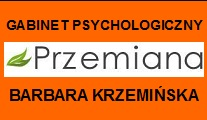 GABINET PSYCHOLOGICZNY
Przemiana
BARBARA KRZEMIŃSKA